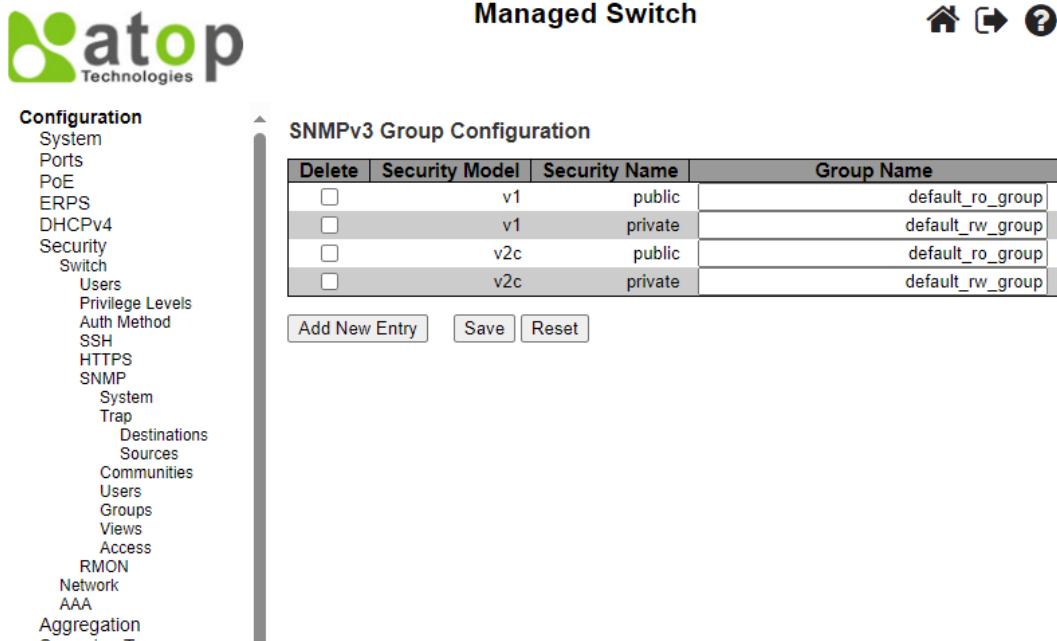 atop
Technologies
Managed Switch
Configuration
System
Ports
PoE
ERPS
DHCPv4
Security
Switch
Users
Privilege Levels
Auth Method
SSH
HTTPS
SNMP
System
Trap
Destinations
Sources
Communities
Users
Groups
Views
Access
RMON
Network
AAA
Aggregation
SNMPv3 Group Configuration
Delete Security Model Security Name Group Name
v1 public default_ro_group
v1 private default_rw_group
v2c public default_ro_group
v2c private default_rw_group
Add New Entry Save Reset